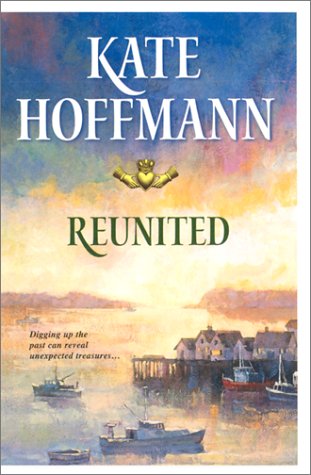 KATE
HOFFMANN
REUNITED
Digging up the
past can reveal
unexpected treasures...